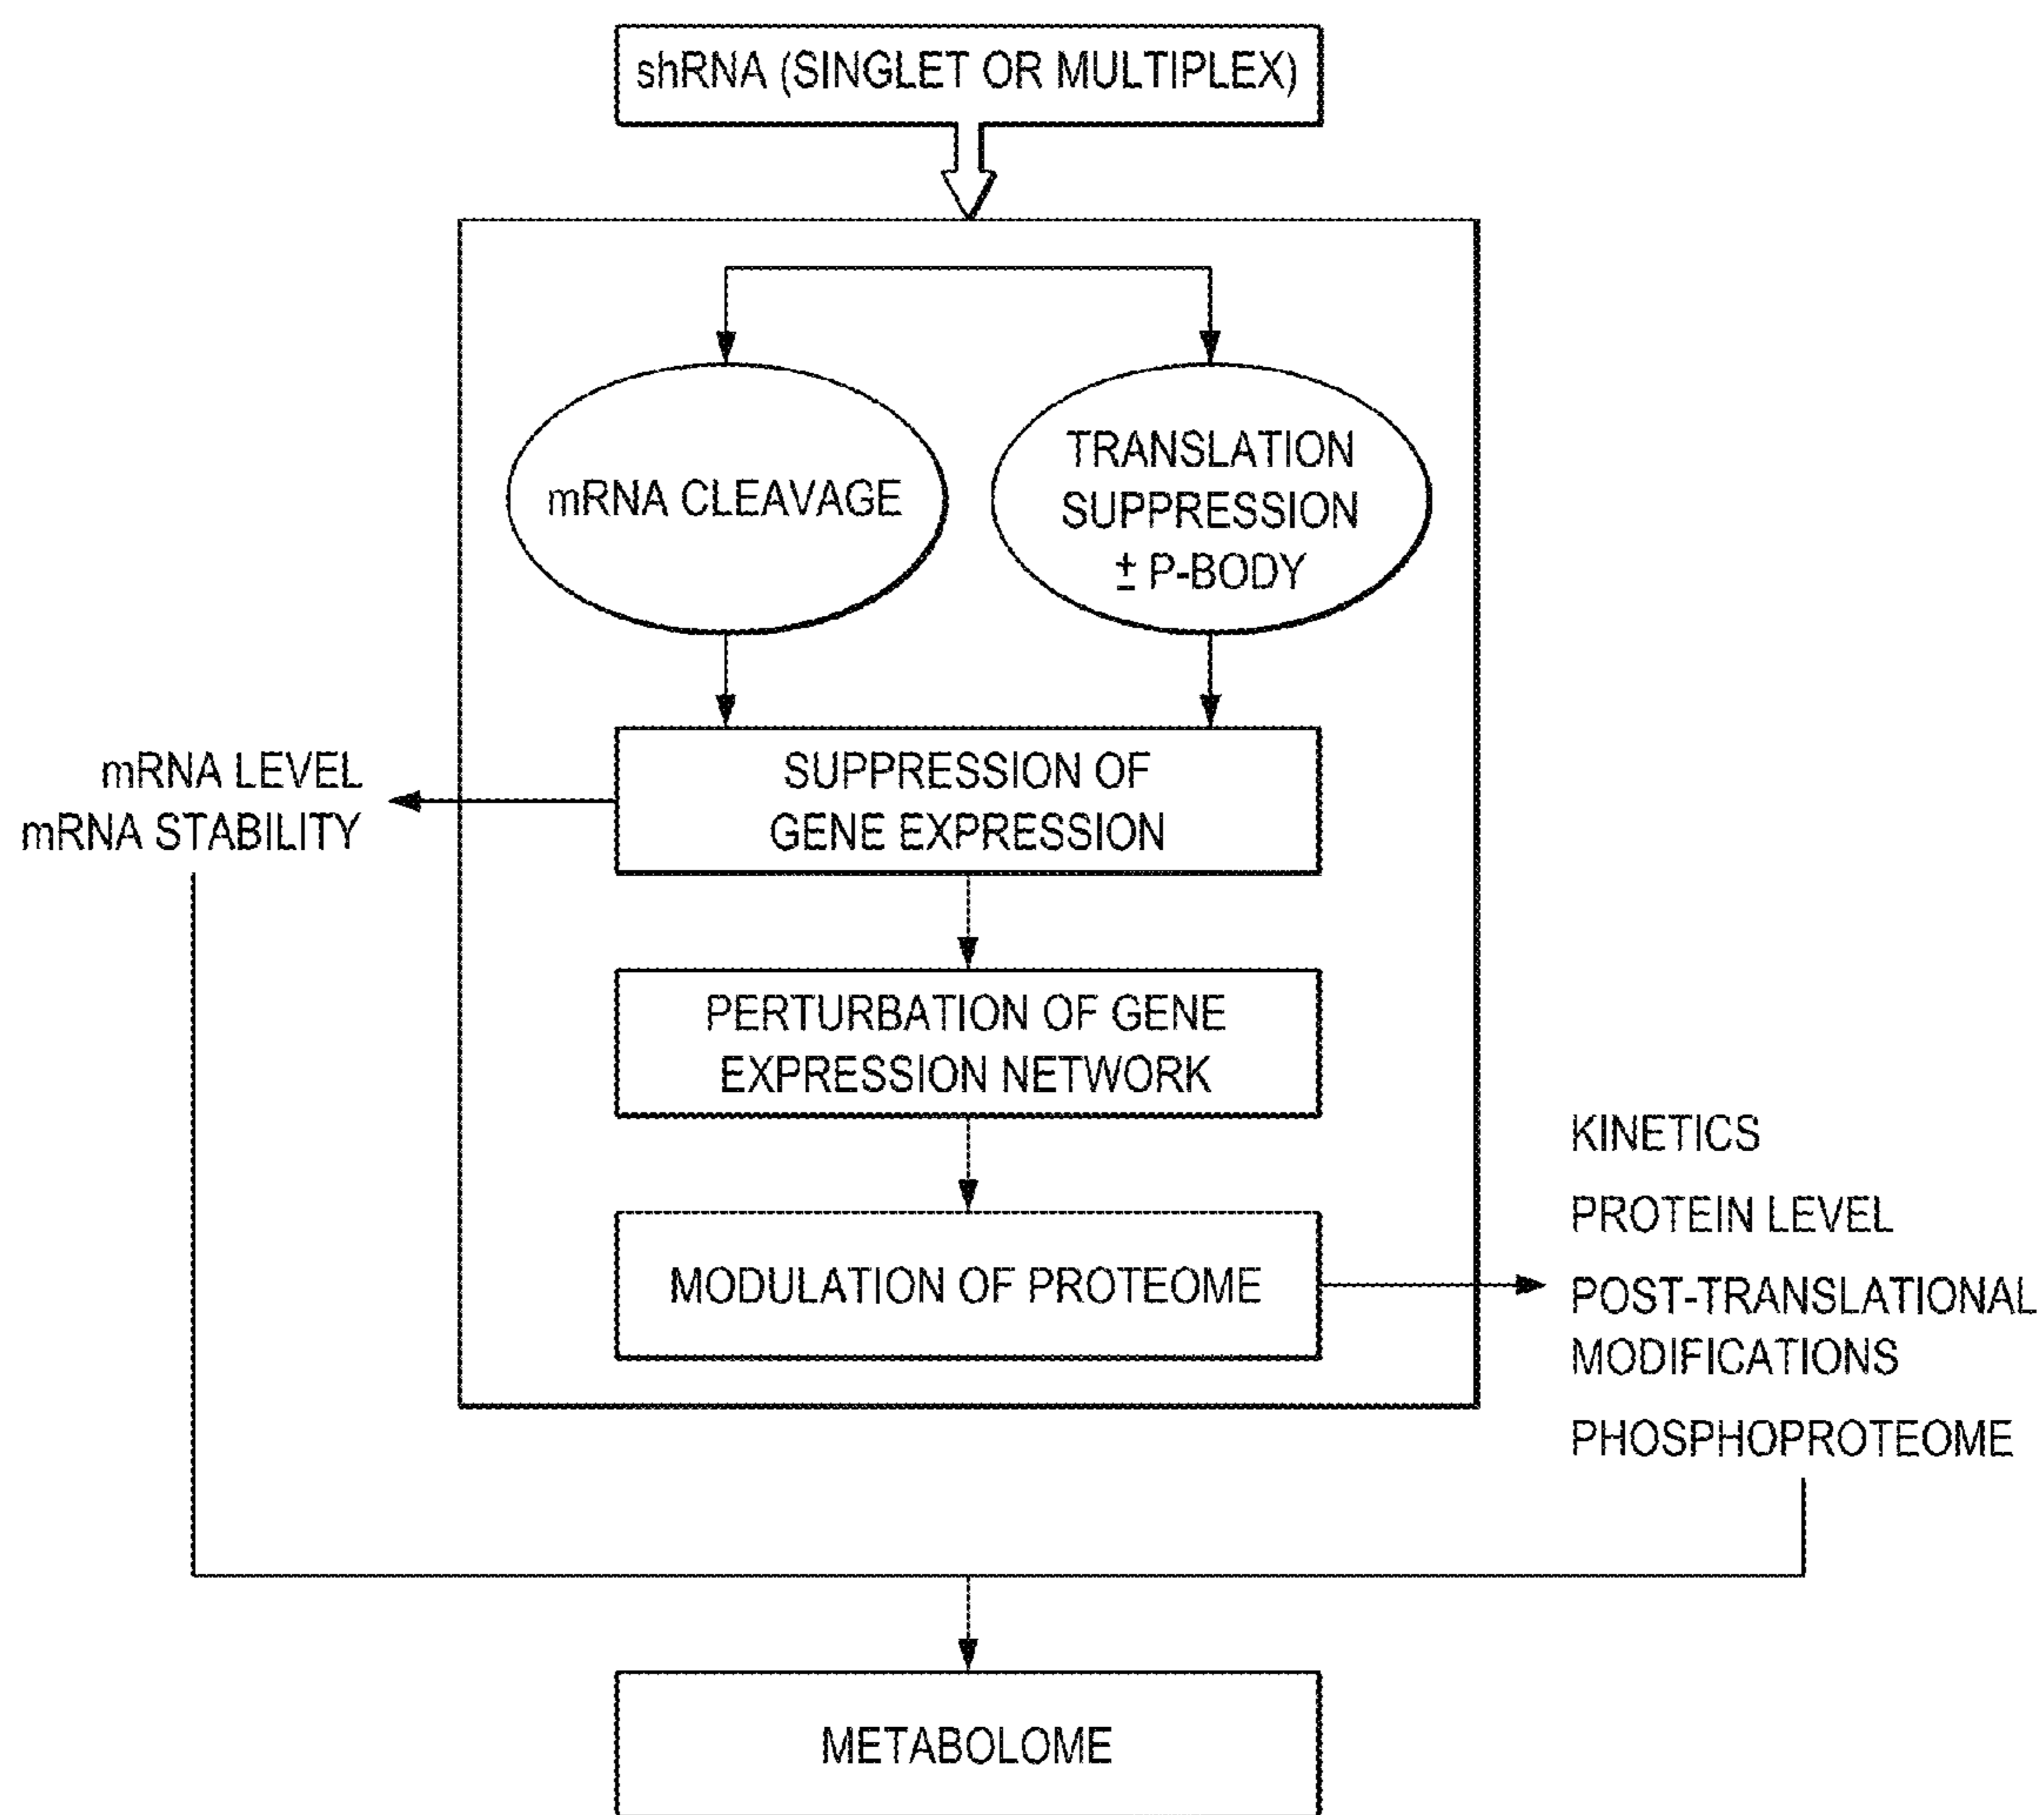 shRNA (SINGLET OR MULTIPLEX)
mRNA CLEAVAGE
TRANSLATION
SUPPRESSION
± P-BODY
mRNA LEVEL
mRNA STABILITY
SUPPRESSION OF
GENE EXPRESSION
PERTURBATION OF GENE
EXPRESSION NETWORK
MODULATION OF PROTEOME
KINETICS
PROTEIN LEVEL
POST-TRANSLATIONAL
MODIFICATIONS
PHOSPHOPROTEOME
METABOLOME